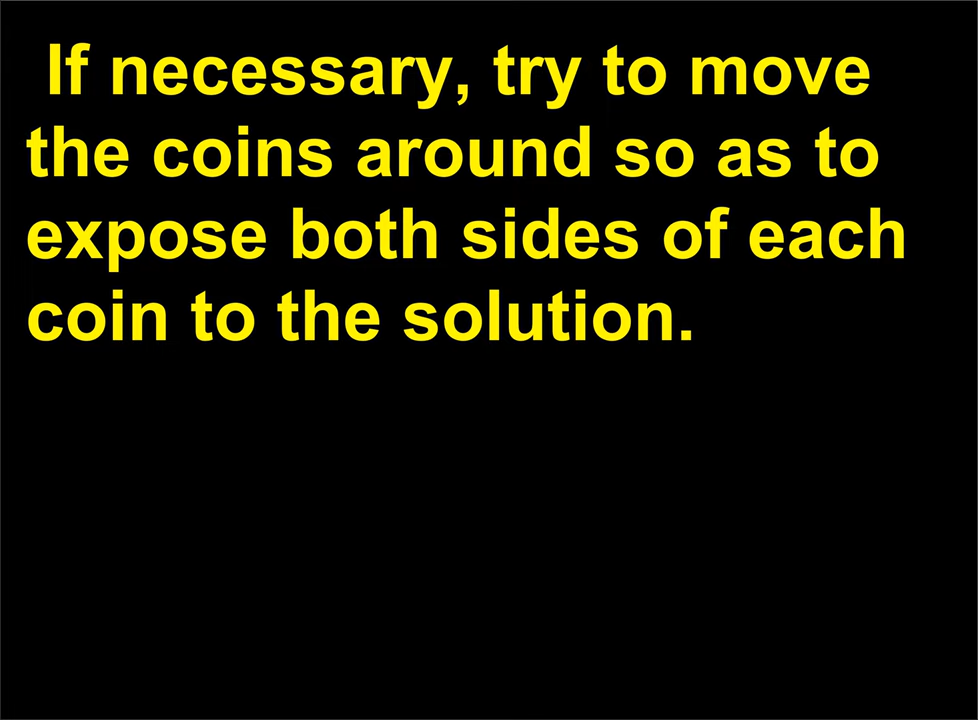 If necessary, try to move
the coins around so as to
expose both sides of each
coin to the solution.